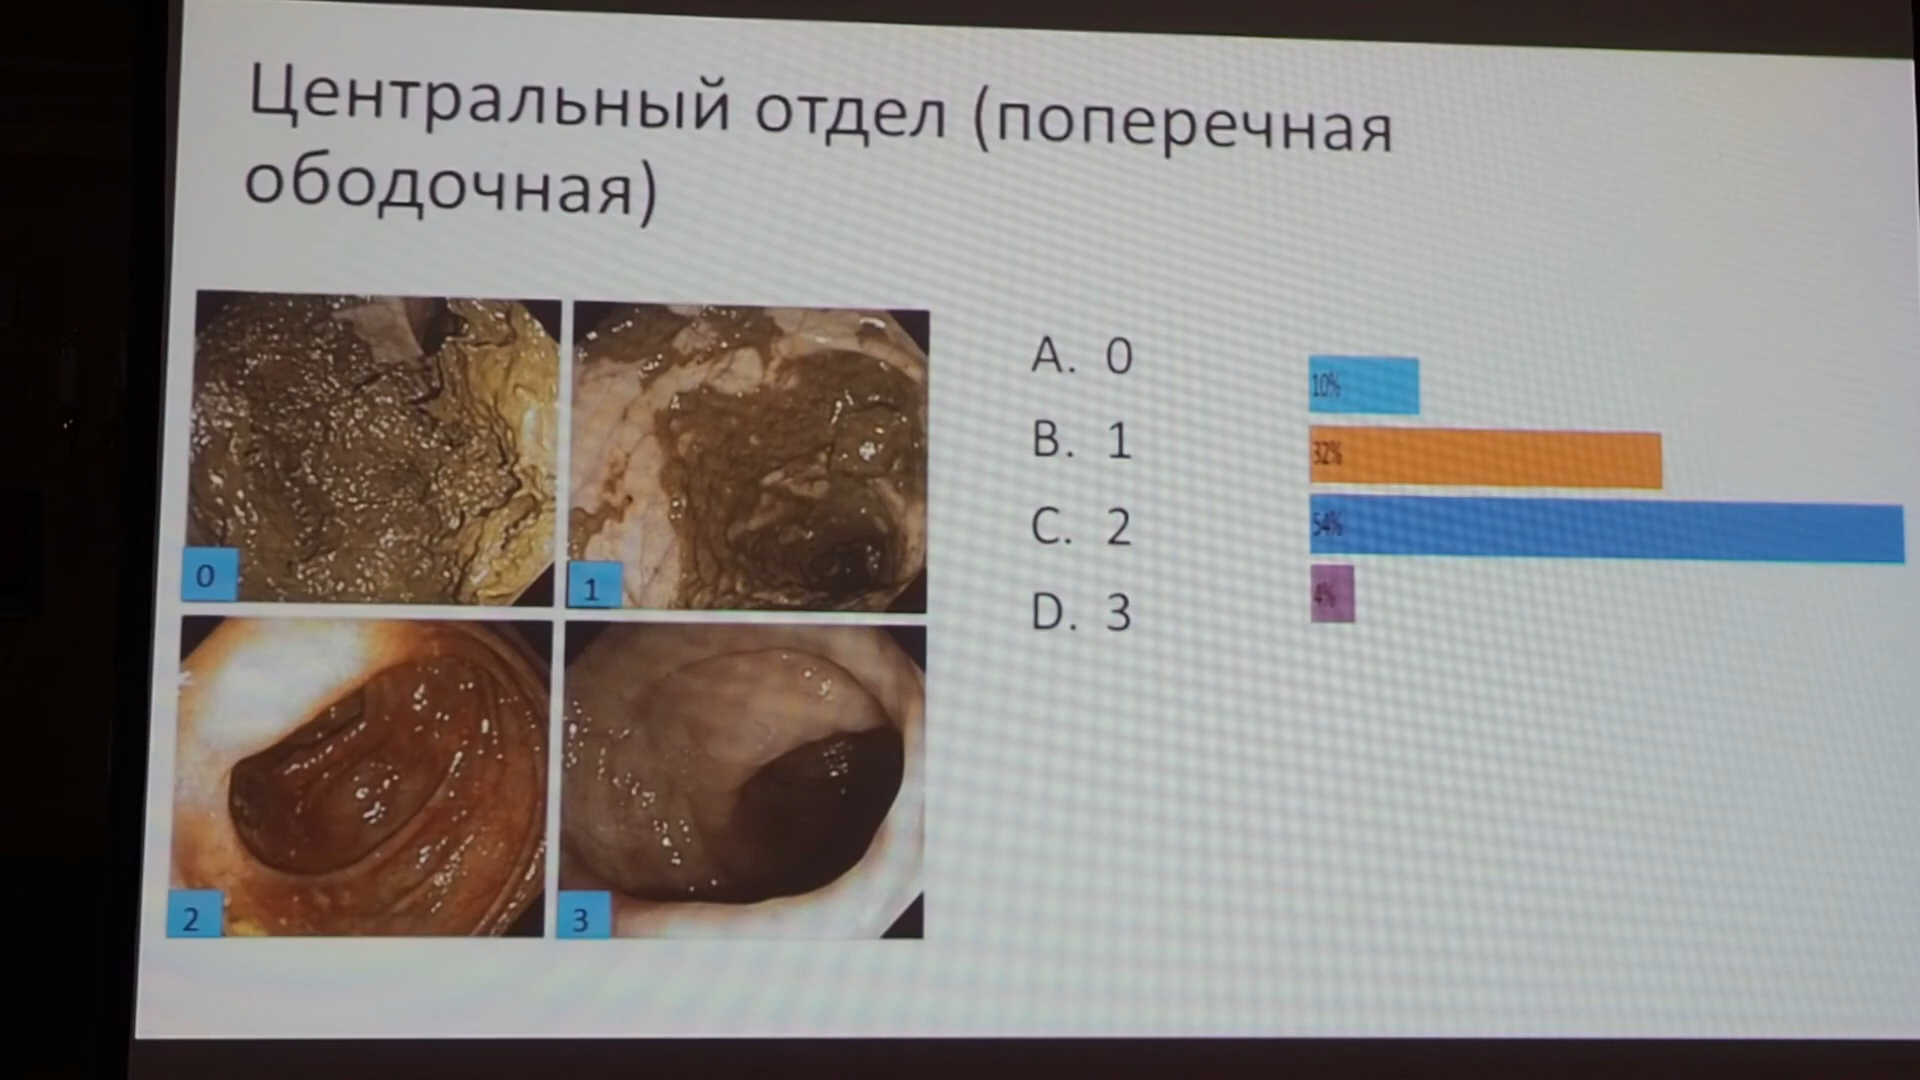 Центральный отдел (поперечная
ободочная)
0
1
2
3
A. 0
B. 1
C. 2
D. 3
10%
32%
54%
4%